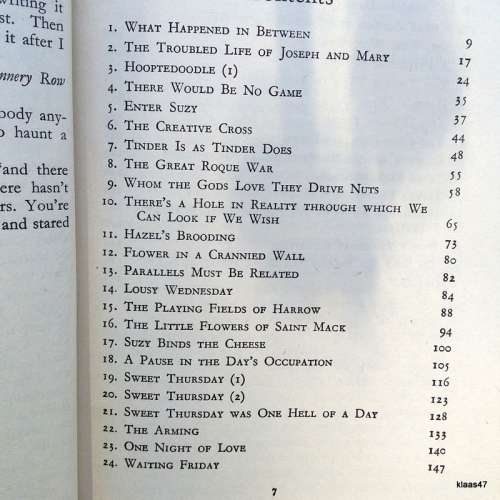 writing it
st. Then
it after I
nnery Row
body any-
o haunt a
"and there
ere hasn't
rs. You're
and stared
1. What Happened in Between 9
2. The Troubled Life of Joseph and Mary 17
3. Hooptedoodle (1) 24
4. There Would Be No Game 35
5. Enter Suzy 37
6. The Creative Cross 44
7. Tinder Is as Tinder Does 48
8. The Great Roque War 55
9. Whom the Gods Love They Drive Nuts 58
10. There's a Hole in Reality through which We
Can Look if We Wish 65
11. Hazel's Brooding 73
12. Flower in a Crannied Wall 80
13. Parallels Must Be Related 82
14. Lousy Wednesday 84
15. The Playing Fields of Harrow 88
16. The Little Flowers of Saint Mack 94
17. Suzy Binds the Cheese 100
18. A Pause in the Day's Occupation 105
19. Sweet Thursday (1) 116
20. Sweet Thursday (2) 123
21. Sweet Thursday was One Hell of a Day 128
22. The Arming 133
23. One Night of Love 140
24. Waiting Friday 147
7
klaas47